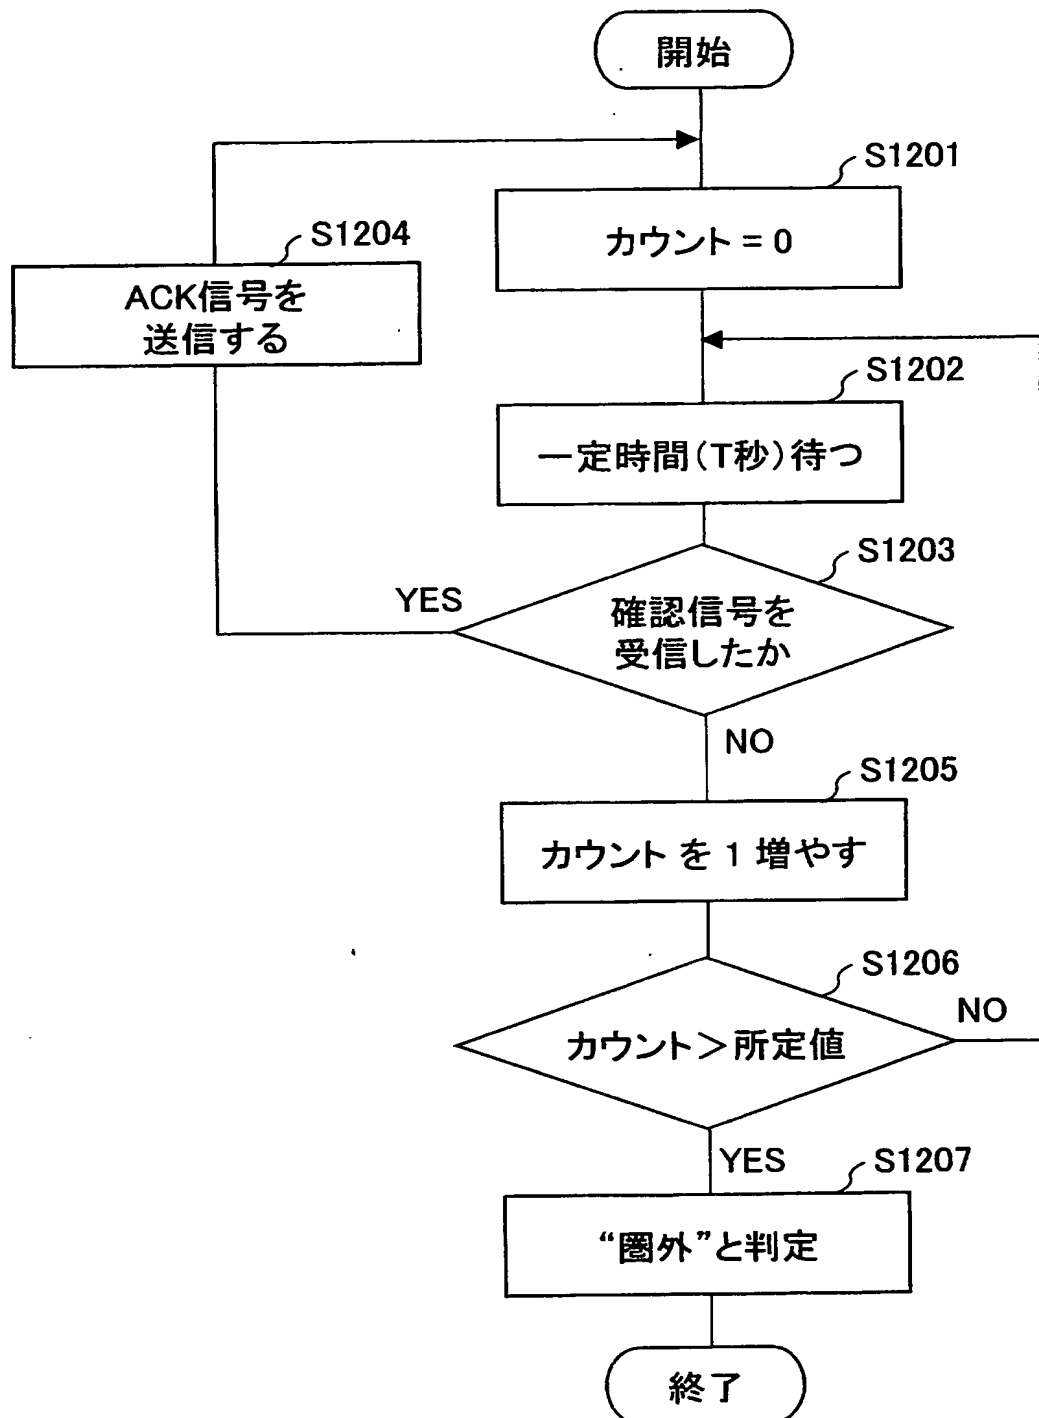 開始
S1201
カウント = 0
S1204
ACK信号を
送信する
S1202
一定時間(T秒)待つ
S1203
YES
確認信号を
受信したか
NO
S1205
カウント を 1 増やす
S1206
NO
カウント＞所定値
YES
S1207
“圏外”と判定
終了